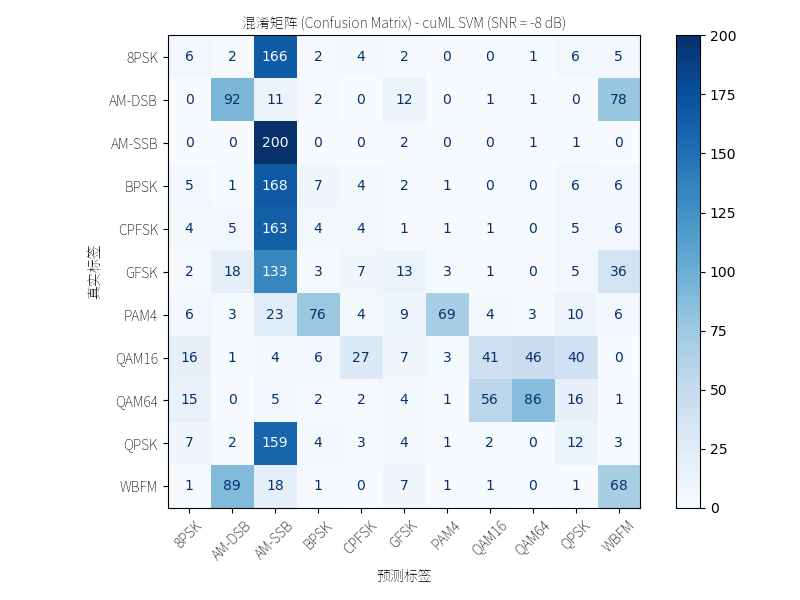 混淆矩阵 (Confusion Matrix) - cuML SVM (SNR = -8 dB)
8PSK 6 2 166 2 4 2 0 0 1 6 5
AM-DSB 0 92 11 2 0 12 0 1 1 0 78
AM-SSB 0 0 200 0 0 2 0 0 1 1 0
BPSK 5 1 168 7 4 2 1 0 0 6 6
CPFSK 4 5 163 4 4 1 1 1 0 5 6
GFSK 2 18 133 3 7 13 3 1 0 5 36
PAM4 6 3 23 76 4 9 69 4 3 10 6
QAM16 16 1 4 6 27 7 3 41 46 40 0
QAM64 15 0 5 2 2 4 1 56 86 16 1
QPSK 7 2 159 4 3 4 1 2 0 12 3
WBFM 1 89 18 1 0 7 1 1 0 1 68
8PSK AM-DSB AM-SSB BPSK CPFSK GFSK PAM4 QAM16 QAM64 QPSK WBFM
预测标签
真实标签
200
175
150
125
100
75
50
25
0